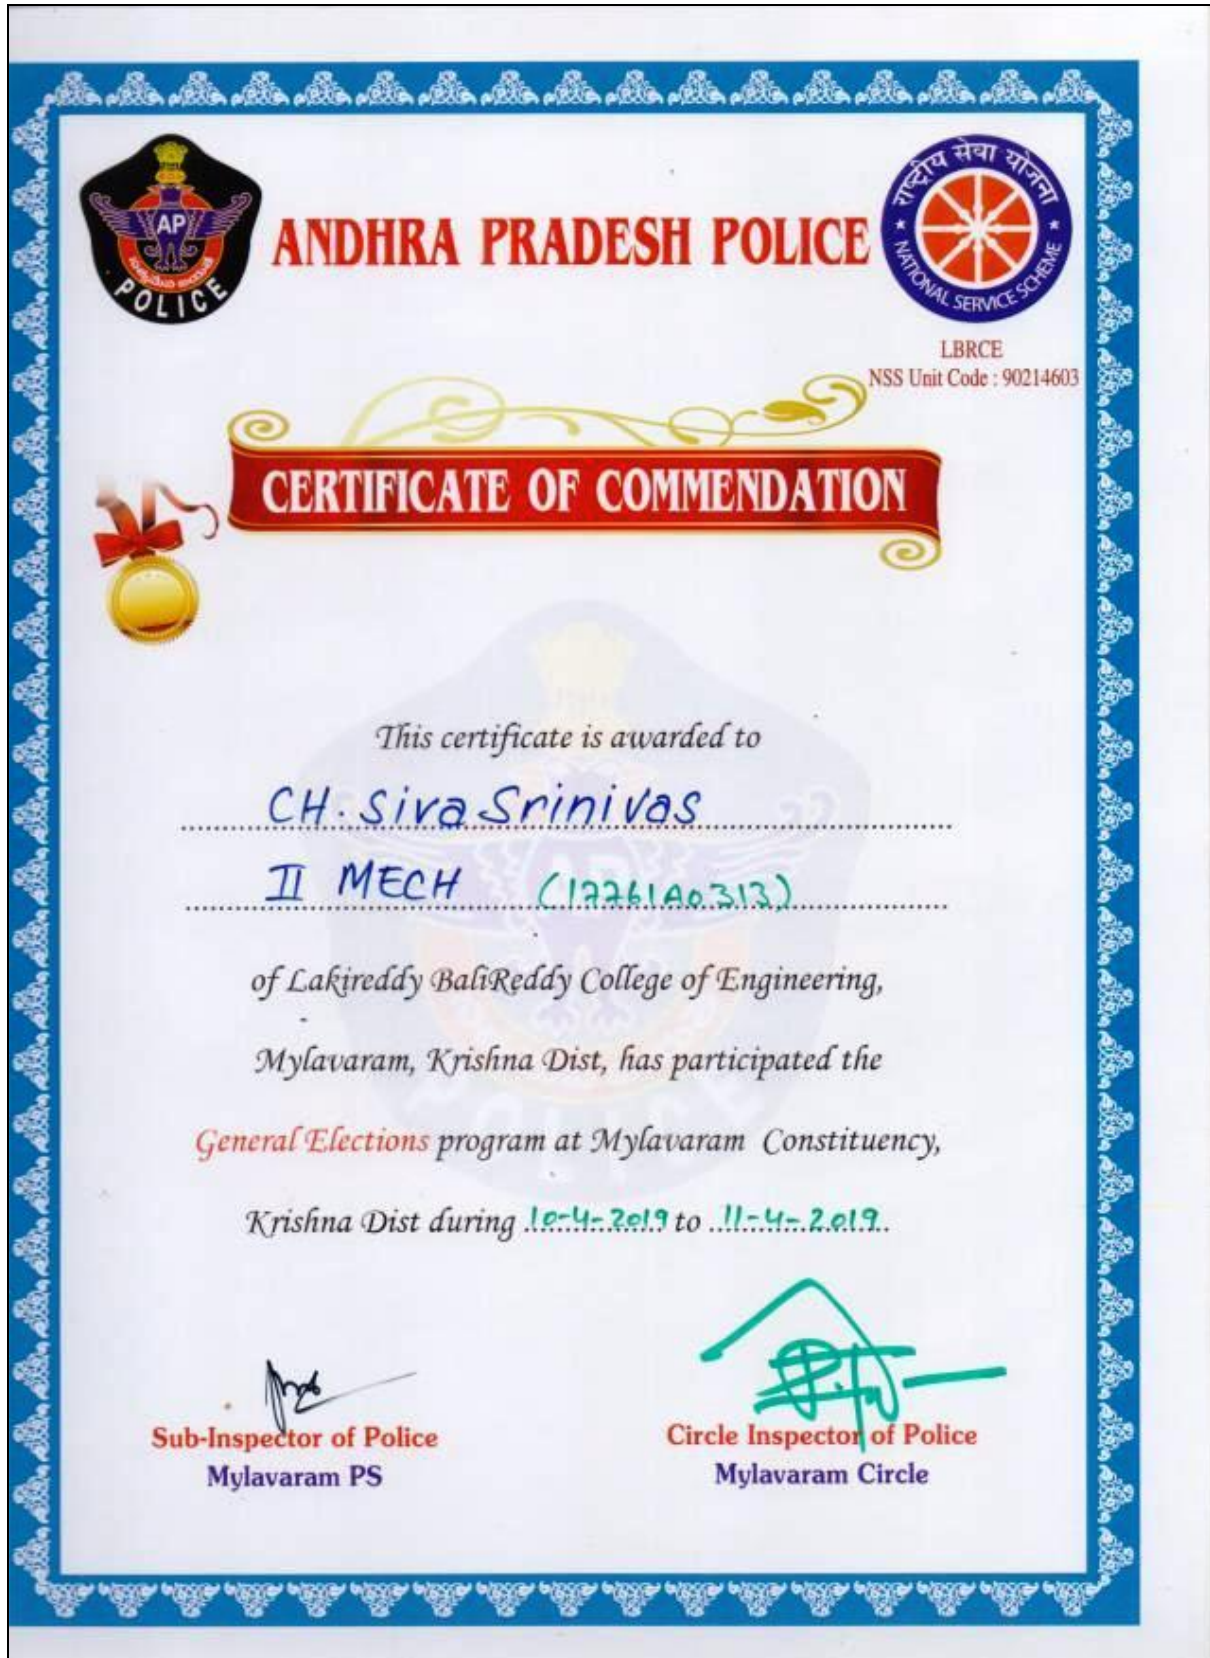 AP
POLICE
ANDHRA PRADESH POLICE
राष्ट्रीय सेवा योजना
NATIONAL SERVICE SCHEME
LBRCE
NSS Unit Code : 90214603
CERTIFICATE OF COMMENDATION
This certificate is awarded to
CH. Siva Srinivas
II MECH (17761A0313)
of Lakireddy BaliReddy College of Engineering,
Mylavaram, Krishna Dist, has participated the
General Elections program at Mylavaram Constituency,
Krishna Dist during 10-4-2019 to 11-4-2019
Sub-Inspector of Police
Mylavaram PS
Circle Inspector of Police
Mylavaram Circle